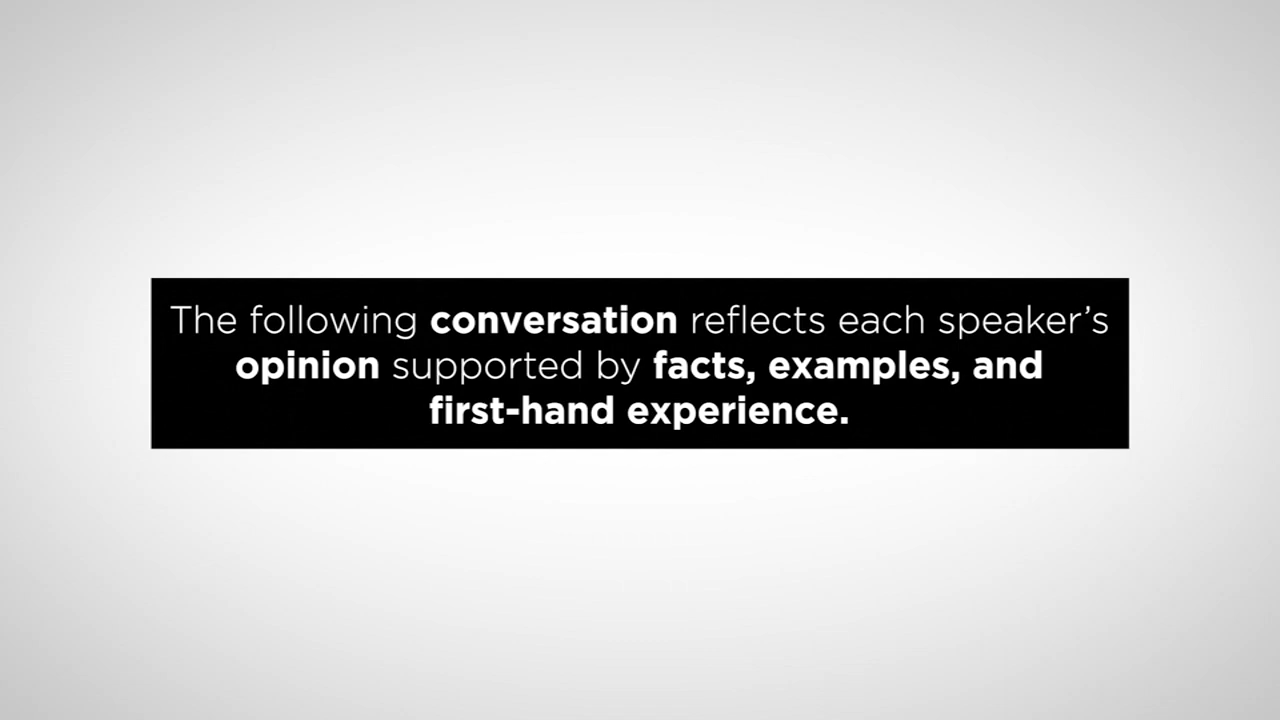 The following conversation reflects each speaker’s
opinion supported by facts, examples, and
first-hand experience.